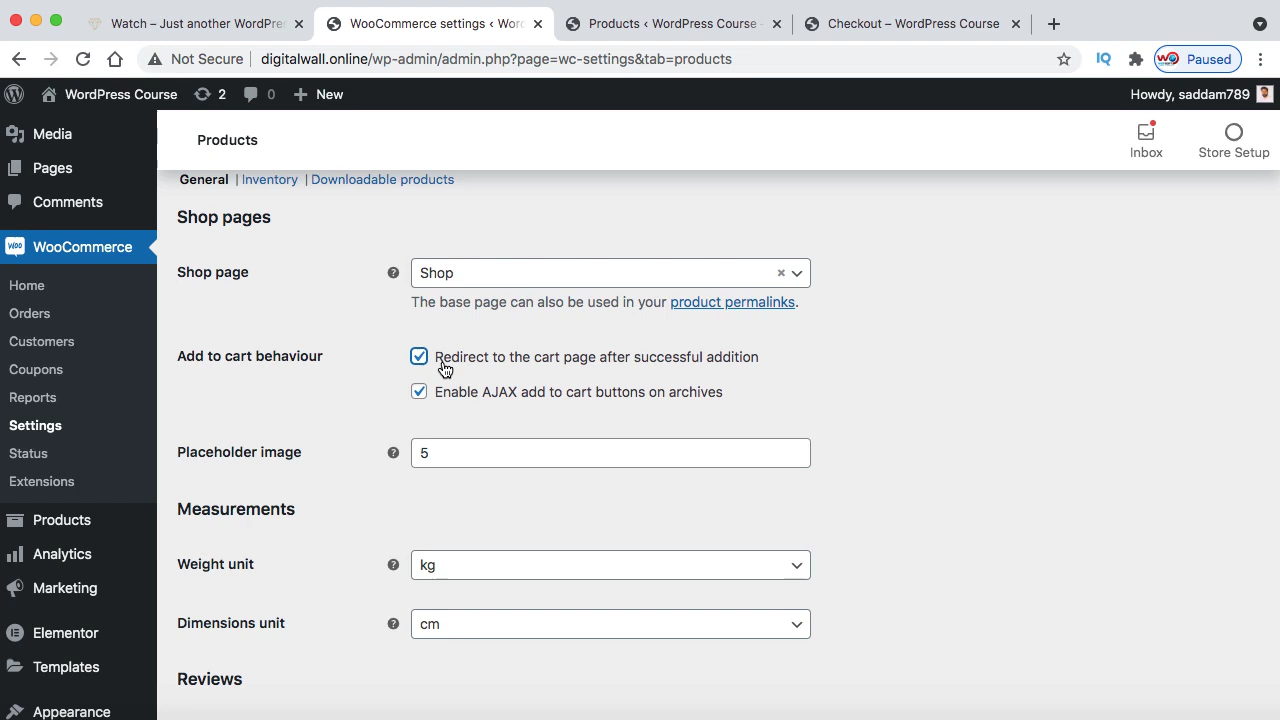 Watch – Just another WordPres
WooCommerce settings ‹ Word
Products ‹ WordPress Course –
Checkout – WordPress Course
Not Secure
digitalwall.online/wp-admin/admin.php?page=wc-settings&tab=products
IQ
Paused
WordPress Course
2
0
New
Howdy, saddam789
Media
Pages
Comments
WooCommerce
Home
Orders
Customers
Coupons
Reports
Settings
Status
Extensions
Products
Analytics
Marketing
Elementor
Templates
Appearance
Products
Inbox
Store Setup
General | Inventory | Downloadable products
Shop pages
Shop page
Shop
The base page can also be used in your product permalinks.
Add to cart behaviour
Redirect to the cart page after successful addition
Enable AJAX add to cart buttons on archives
Placeholder image
5
Measurements
Weight unit
kg
Dimensions unit
cm
Reviews